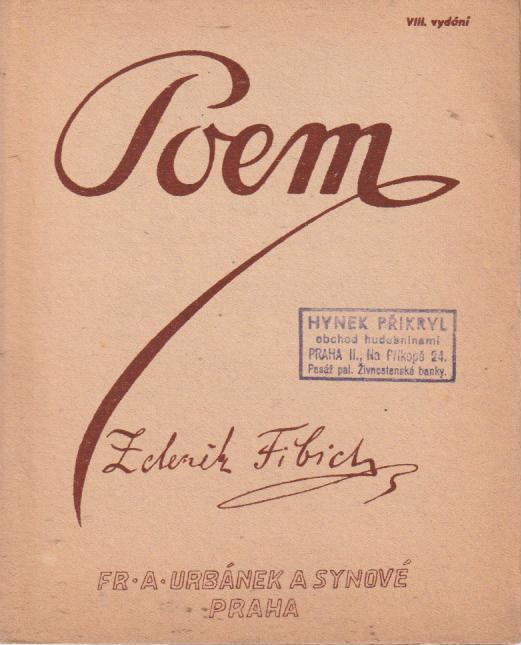 VIII. vydání
Poem
HYNEK PŘIKRYL
obchod hudebninami
PRAHA II., Na Příkopě 24.
Pasáž pal. Živnostenské banky.
Zdeněk Fibich
FR·A·URBÁNEK A SYNOVÉ
PRAHA